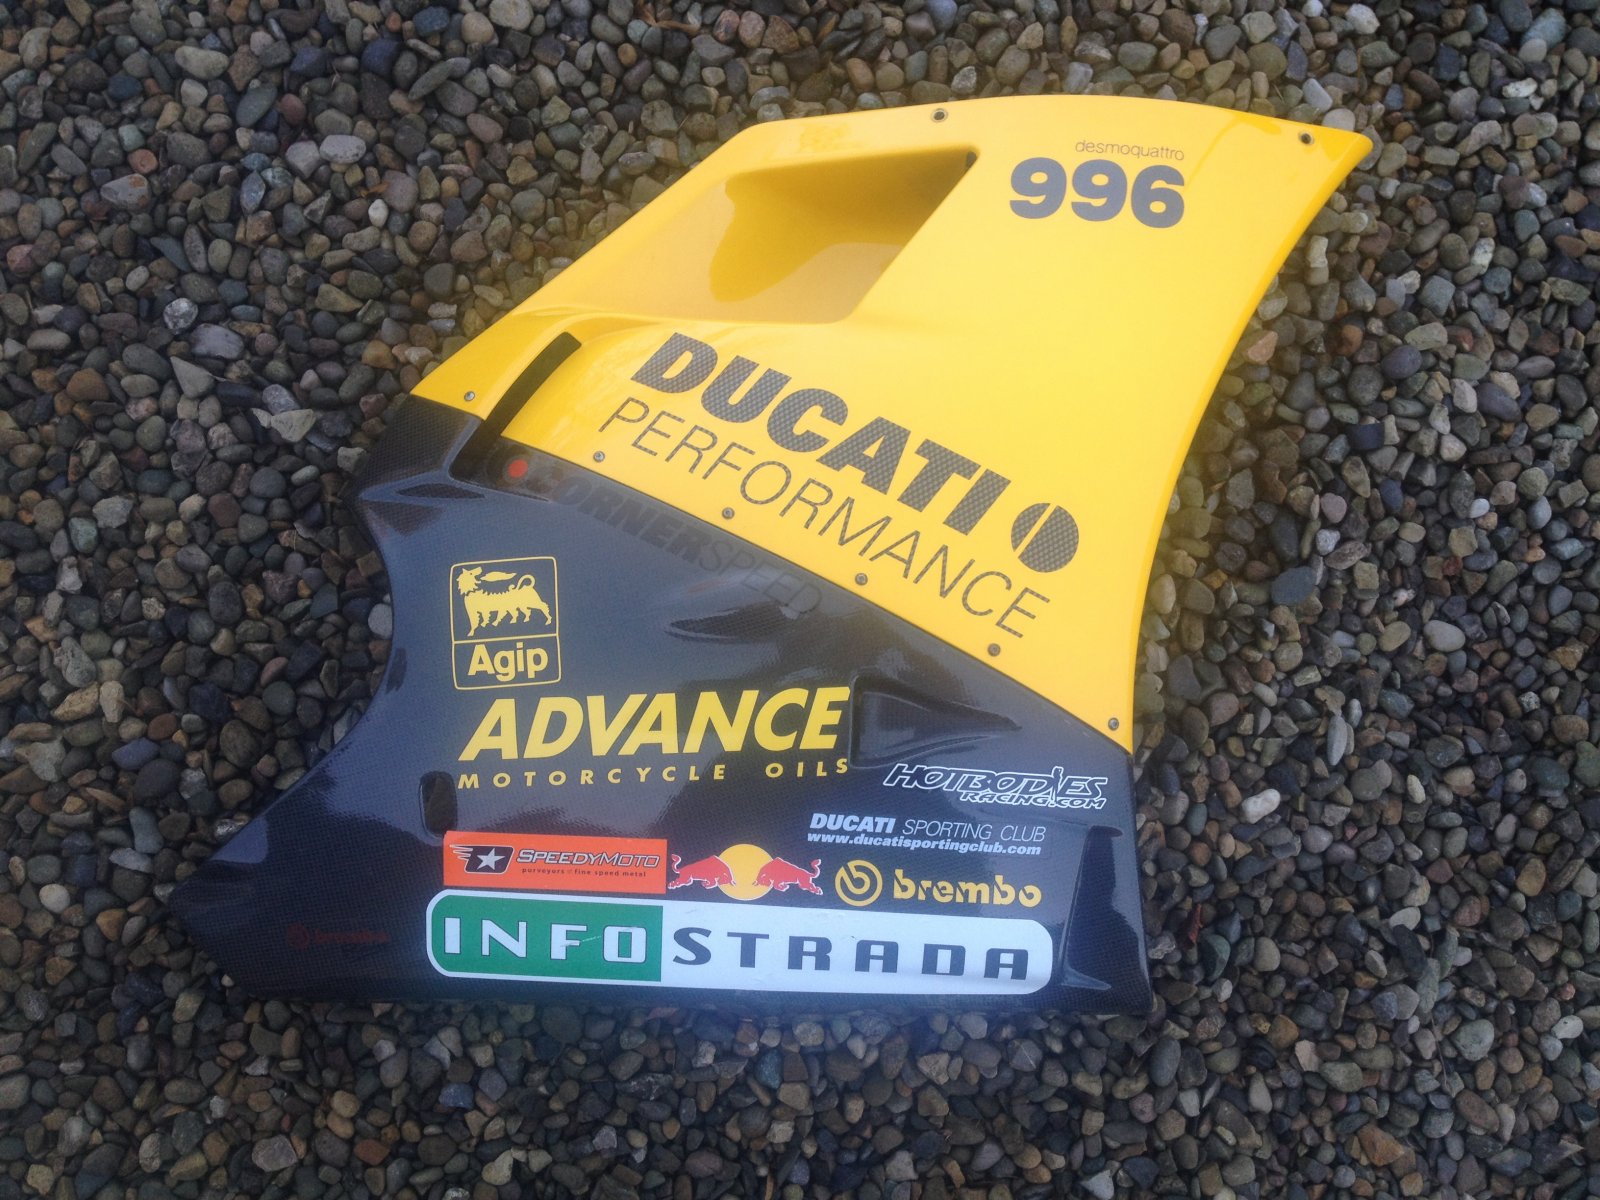 desmoquattro
996
DUCATI
PERFORMANCE
CORNERSPEED
Agip
ADVANCE
MOTORCYCLE OILS
HOTBODIES
RACING.COM
DUCATI SPORTING CLUB
www.ducatisportingclub.com
SPEEDYMOTO
purveyors of fine speed metal
brembo
INFOSTRADA
brembo